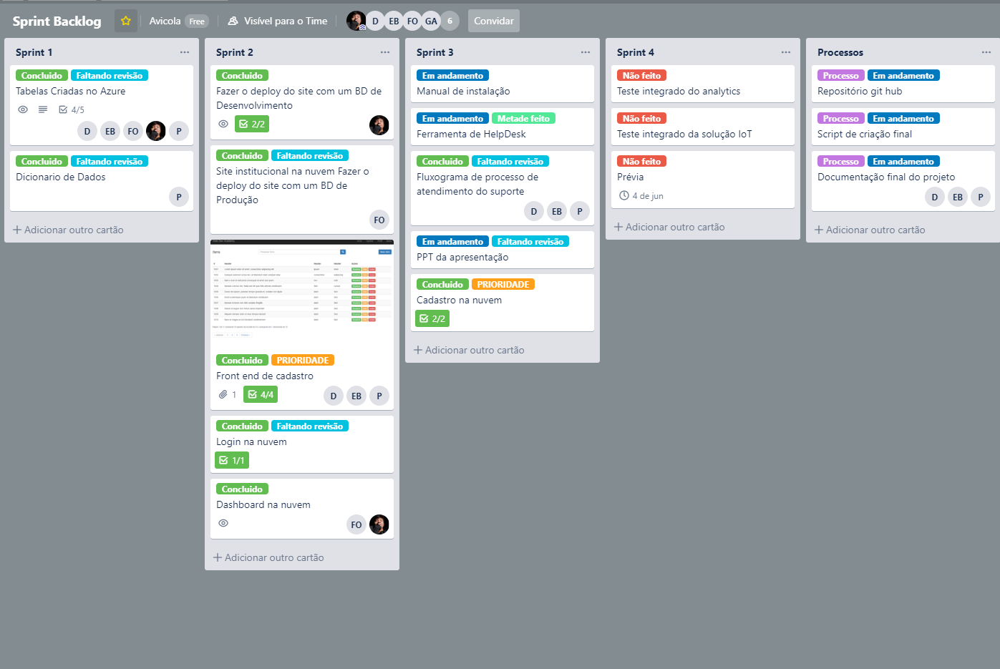 Sprint Backlog
Avicola Free
Visível para o Time
D EB FO GA 6
Convidar
Sprint 1
Concluido Faltando revisão
Tabelas Criadas no Azure
4/5
D EB FO P
Concluido Faltando revisão
Dicionario de Dados
P
Adicionar outro cartão
Sprint 2
Concluido
Fazer o deploy do site com um BD de
Desenvolvimento
2/2
Concluido Faltando revisão
Site institucional na nuvem Fazer o
deploy do site com um BD de
Produção
FO
Concluido PRIORIDADE
Front end de cadastro
1 4/4
D EB P
Concluido Faltando revisão
Login na nuvem
1/1
Concluido
Dashboard na nuvem
FO
Adicionar outro cartão
Sprint 3
Em andamento
Manual de instalação
Em andamento Metade feito
Ferramenta de HelpDesk
Concluido Faltando revisão
Fluxograma de processo de
atendimento do suporte
D EB P
Em andamento Faltando revisão
PPT da apresentação
Concluido PRIORIDADE
Cadastro na nuvem
2/2
Adicionar outro cartão
Sprint 4
Não feito
Teste integrado do analytics
Não feito
Teste integrado da solução IoT
Não feito
Prévia
4 de jun
Adicionar outro cartão
Processos
Processo Em andamento
Repositório git hub
Processo Em andamento
Script de criação final
Processo Em andamento
Documentação final do projeto
D EB P
Adicionar outro cartão